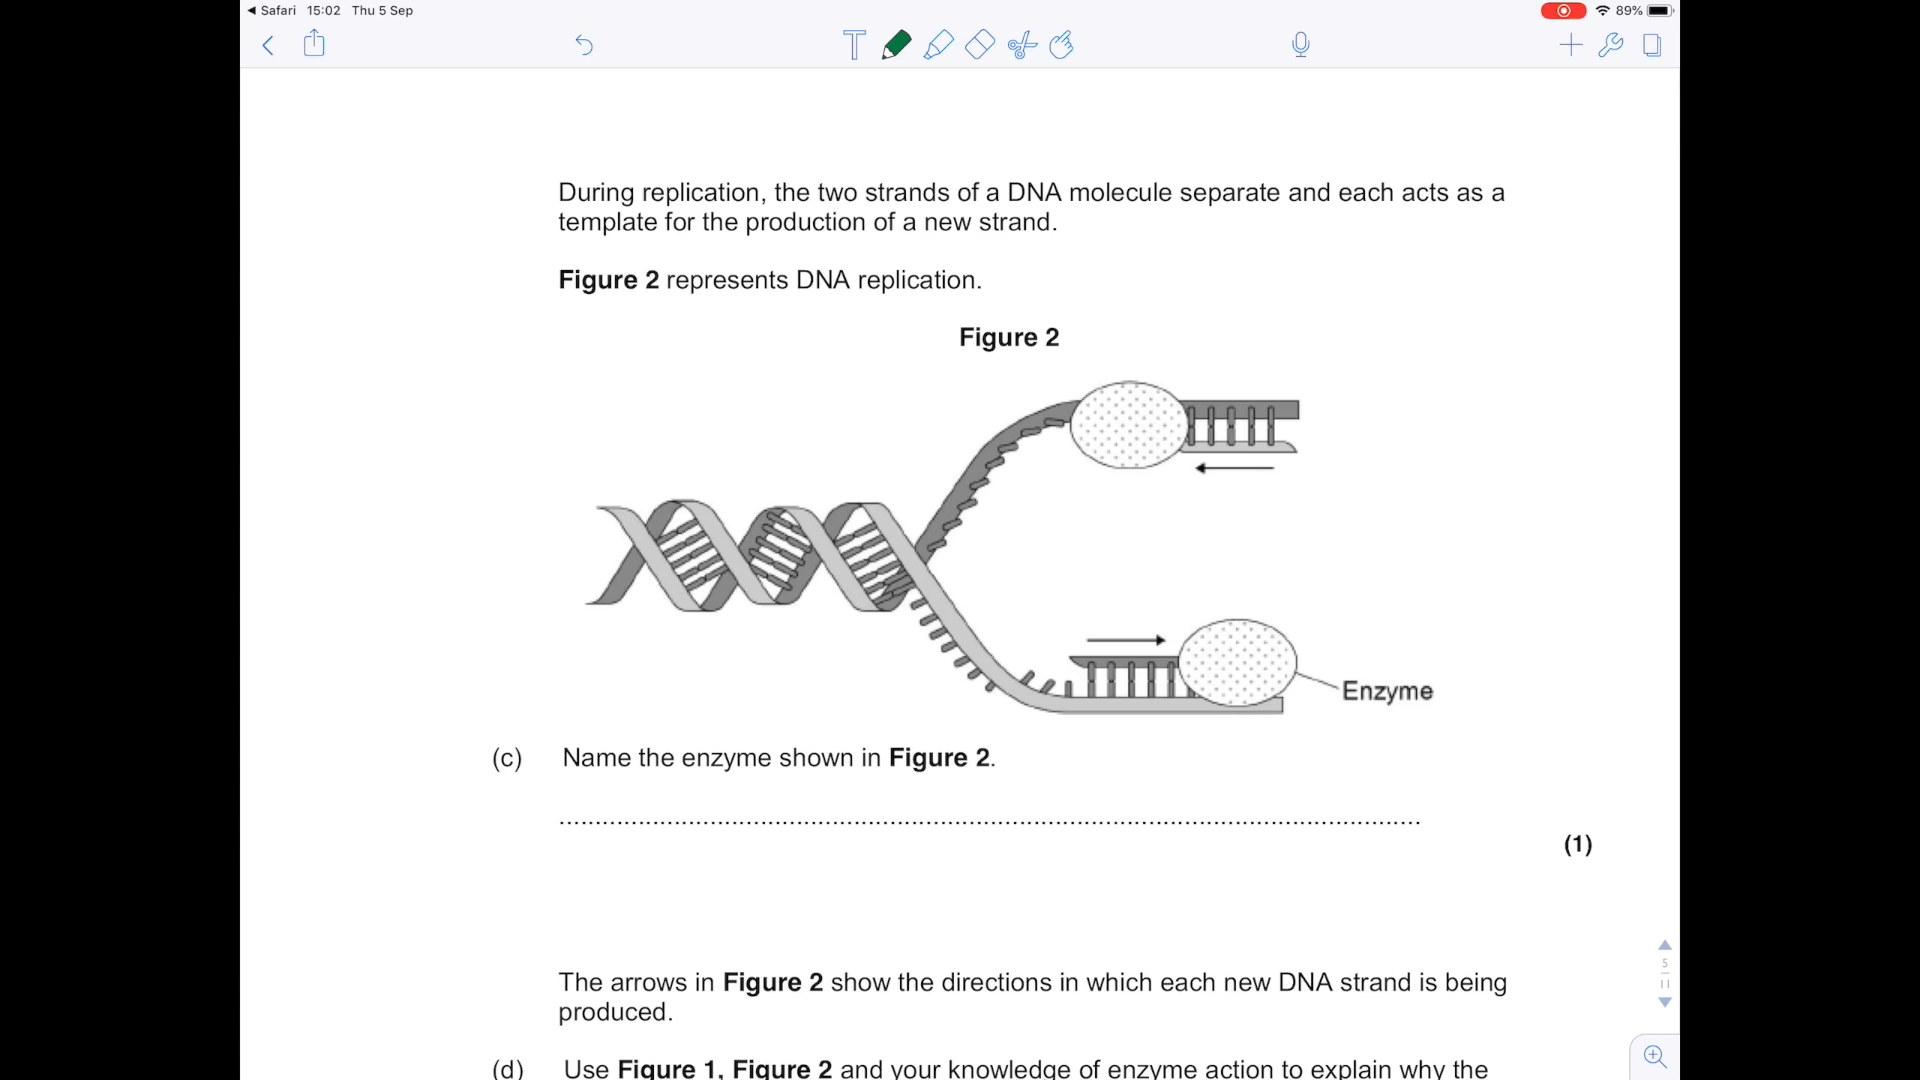 Safari 15:02 Thu 5 Sep 89%
During replication, the two strands of a DNA molecule separate and each acts as a
template for the production of a new strand.
Figure 2 represents DNA replication.
Figure 2
Enzyme
(c) Name the enzyme shown in Figure 2.
(1)
The arrows in Figure 2 show the directions in which each new DNA strand is being
produced.
5
11
(d) Use Figure 1, Figure 2 and your knowledge of enzyme action to explain why the